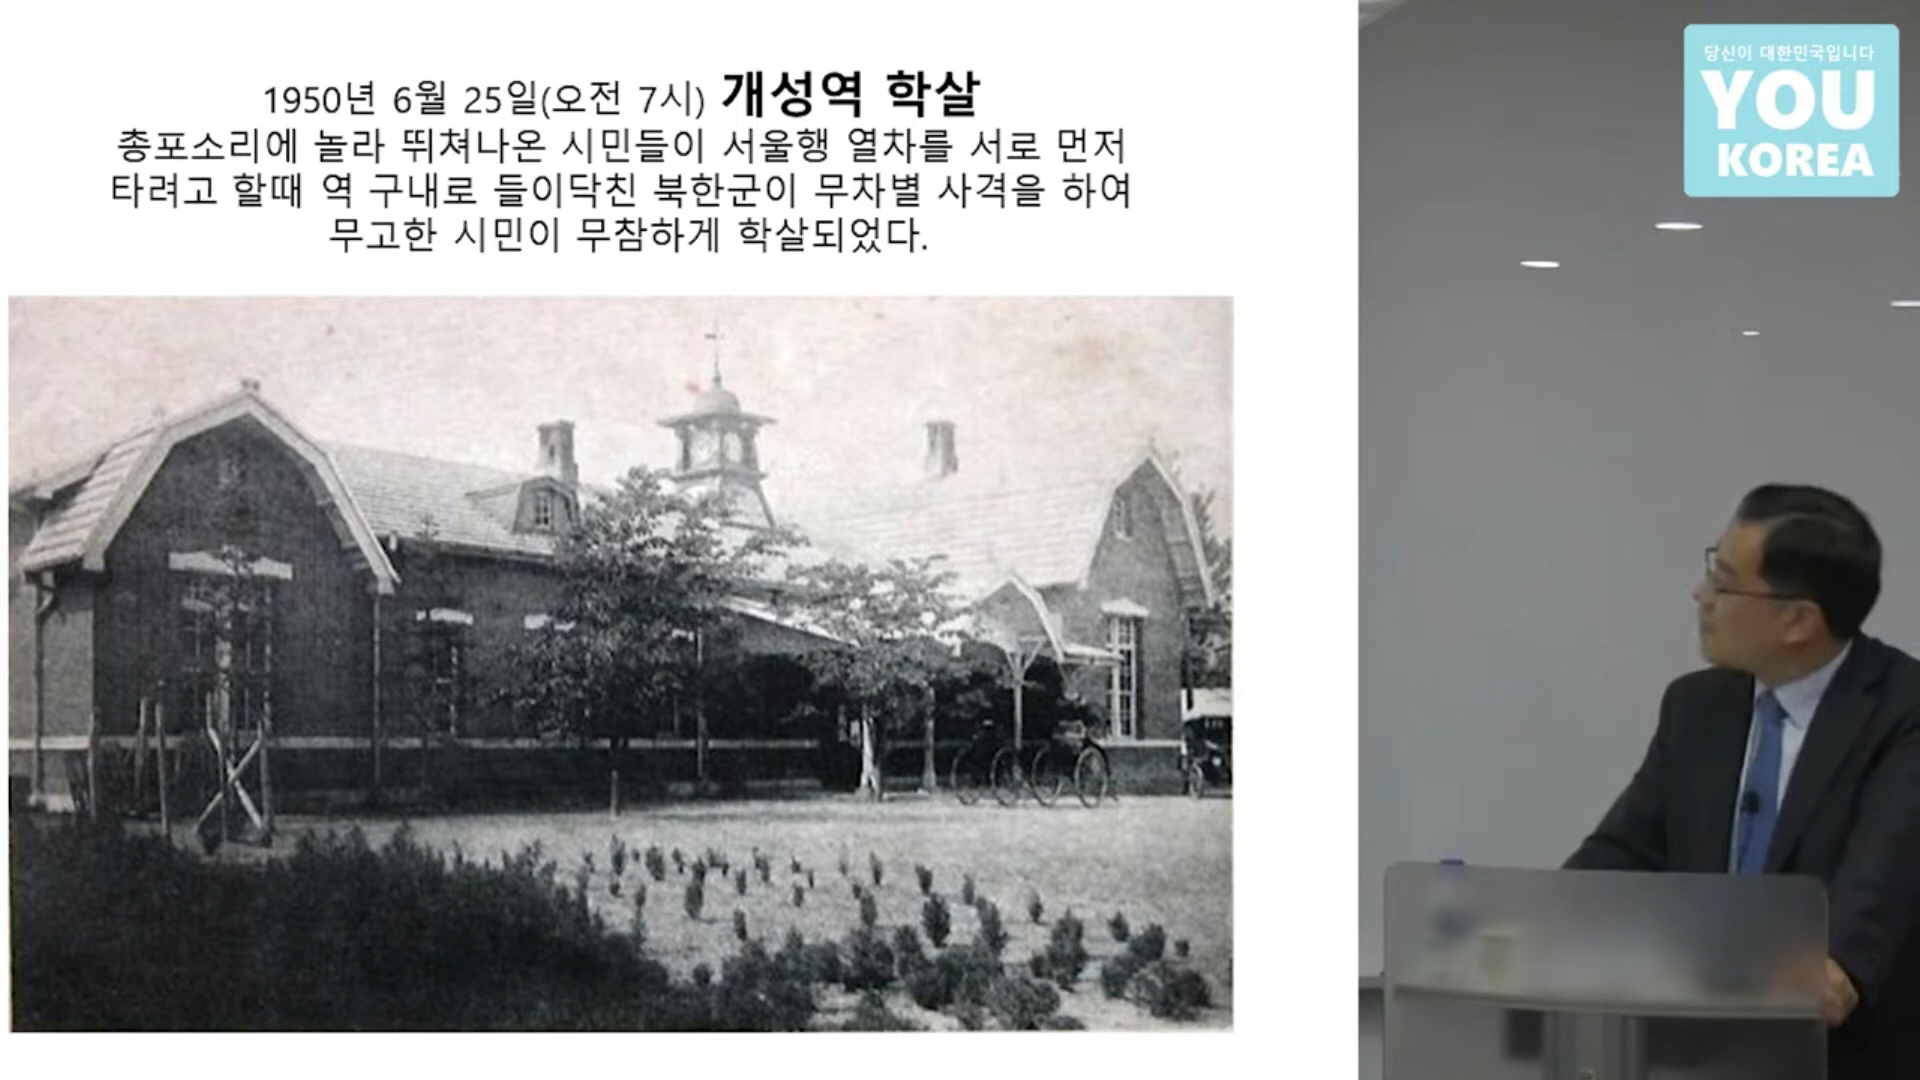 1950년 6월 25일(오전 7시) 개성역 학살
총포소리에 놀라 뛰쳐나온 시민들이 서울행 열차를 서로 먼저
타려고 할때 역 구내로 들이닥친 북한군이 무차별 사격을 하여
무고한 시민이 무참하게 학살되었다.
당신이 대한민국입니다
YOU
KOREA